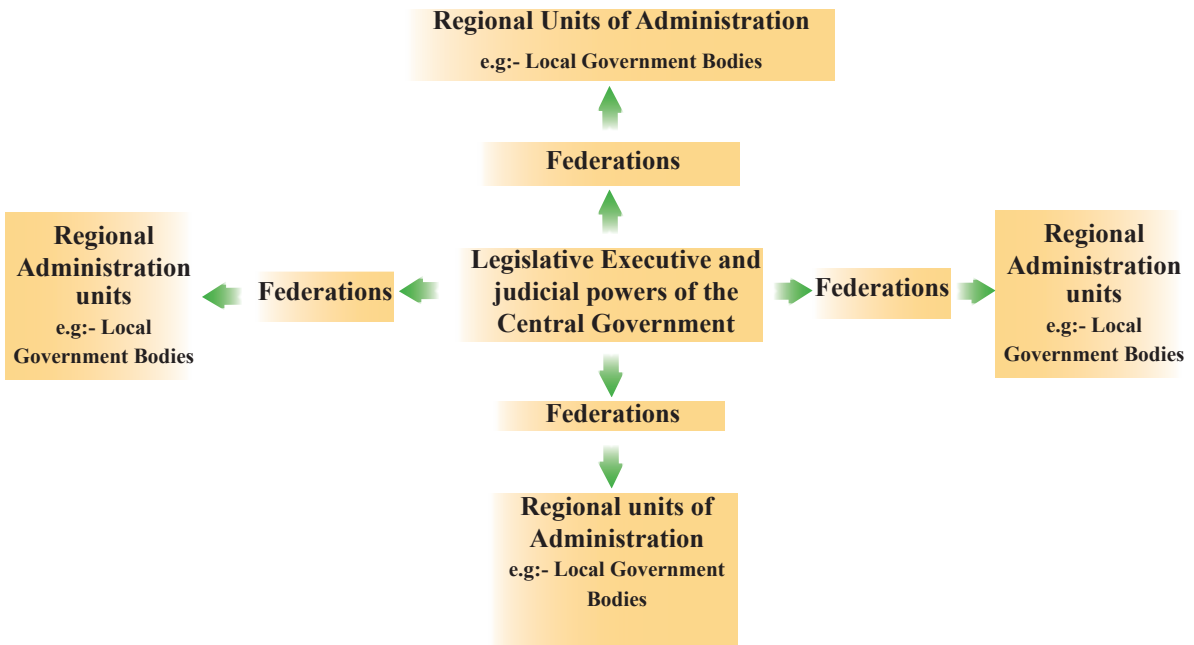 Regional Units of Administration
e.g:- Local Government Bodies
Federations
Regional
Administration
units
e.g:- Local
Government Bodies
Federations
Legislative Executive and
judicial powers of the
Central Government
Federations
Regional
Administration
units
e.g:- Local
Government Bodies
Federations
Regional units of
Administration
e.g:- Local Government
Bodies